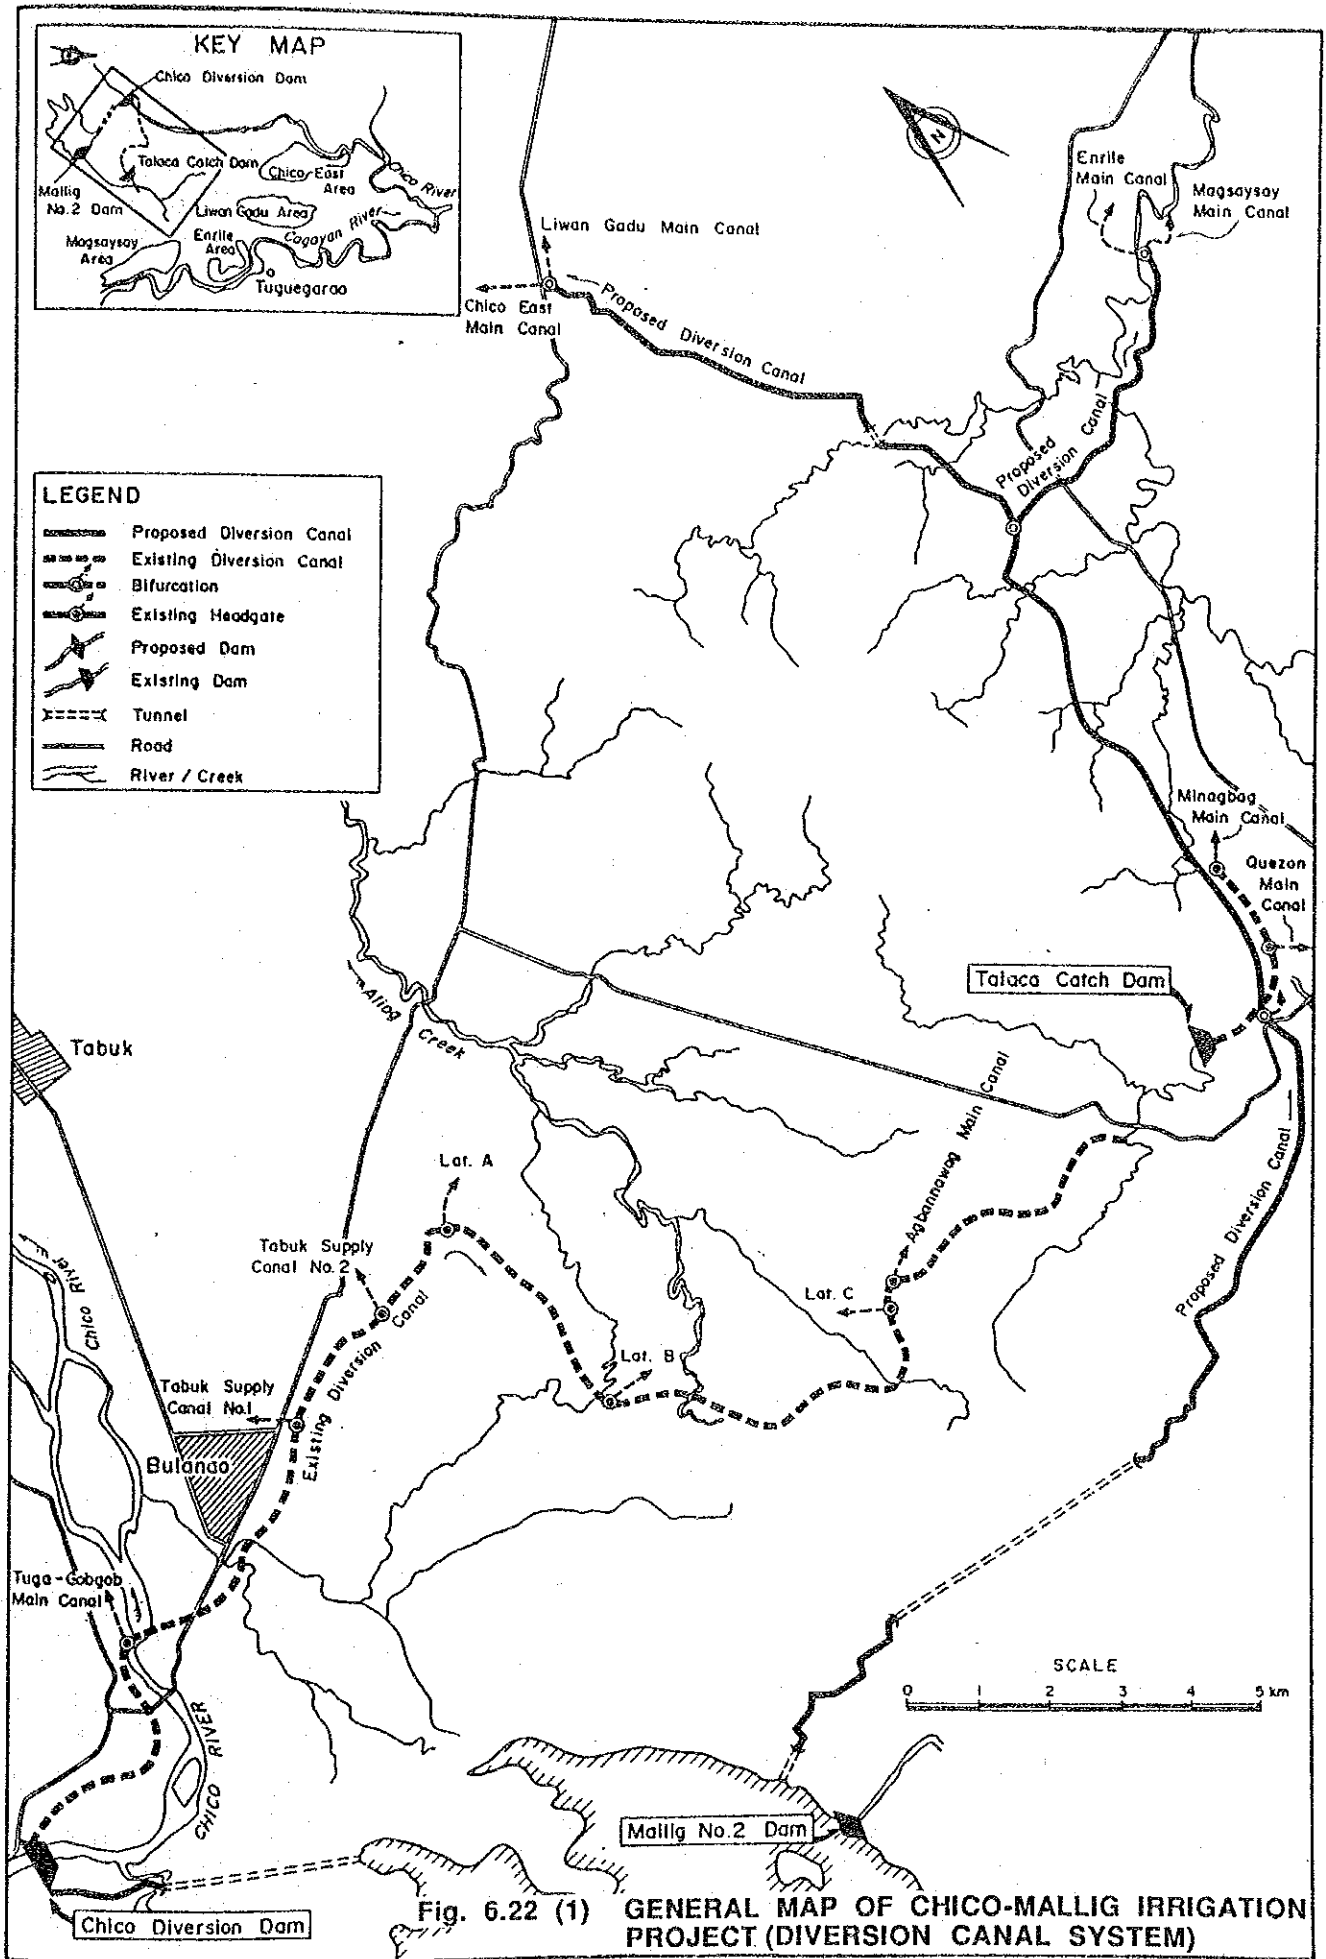 KEY MAP
Chico Diversion Dam
Talaca Catch Dam
Chico East
Area
Chico River
Mallig
No.2 Dam
Liwan Gadu Area
Cagayan River
Magsaysay
Area
Enrile
Area
Tuguegarao
N
Enrile
Main Canal
Magsaysay
Main Canal
Liwan Gadu Main Canal
Chico East
Main Canal
Proposed Diversion Canal
Proposed
Diversion Canal
LEGEND
Proposed Diversion Canal
Existing Diversion Canal
Bifurcation
Existing Headgate
Proposed Dam
Existing Dam
Tunnel
Road
River / Creek
Minagbag
Main Canal
Quezon
Main
Canal
Talaca Catch Dam
Aliog Creek
Tabuk
Agbannawag Main Canal
Proposed Diversion Canal
Lat. A
Tabuk Supply
Canal No.2
Chico River
Lat. C
Lat. B
Existing Diversion Canal
Tabuk Supply
Canal No.1
Bulanao
Tuga-Gobgob
Main Canal
SCALE
0 1 2 3 4 5 km
CHICO RIVER
Mallig No.2 Dam
Chico Diversion Dam
Fig. 6.22 (1) GENERAL MAP OF CHICO-MALLIG IRRIGATION
PROJECT (DIVERSION CANAL SYSTEM)